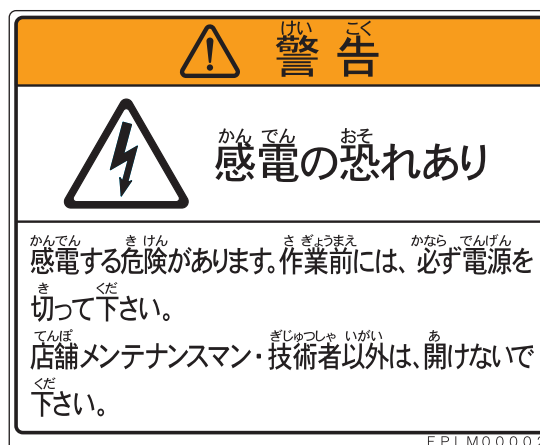 警告
感電の恐れあり
感電する危険があります。作業前には、必ず電源を
切って下さい。
店舗メンテナンスマン・技術者以外は、開けないで
下さい。